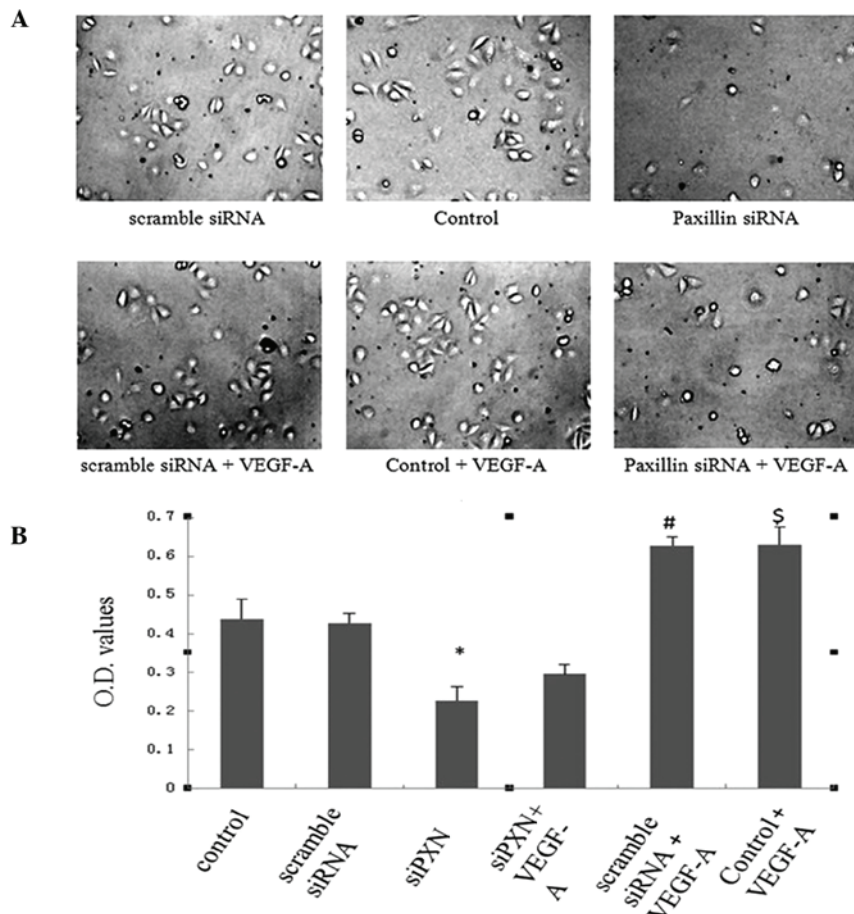 A
scramble siRNA
Control
Paxillin siRNA
scramble siRNA + VEGF-A
Control + VEGF-A
Paxillin siRNA + VEGF-A
B
O.D. values
0.7
0.6
0.5
0.4
0.3
0.2
0.1
0
*
#
$
control
scramble
siRNA
siPXN
siPXN+
VEGF-
A
scramble
siRNA +
VEGF-A
Control +
VEGF-A